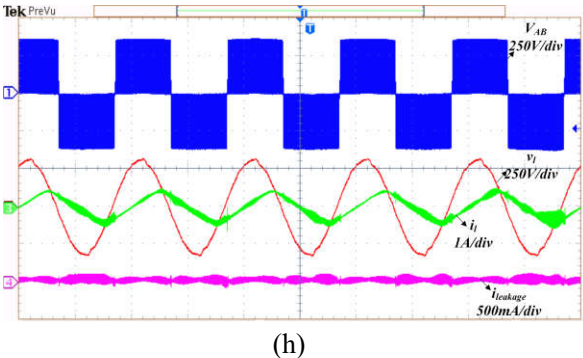 Tek PreVu
T
T
V_AB
250V/div
1
v_l
250V/div
3
i_l
1A/div
4
i_leakage
500mA/div
(h)